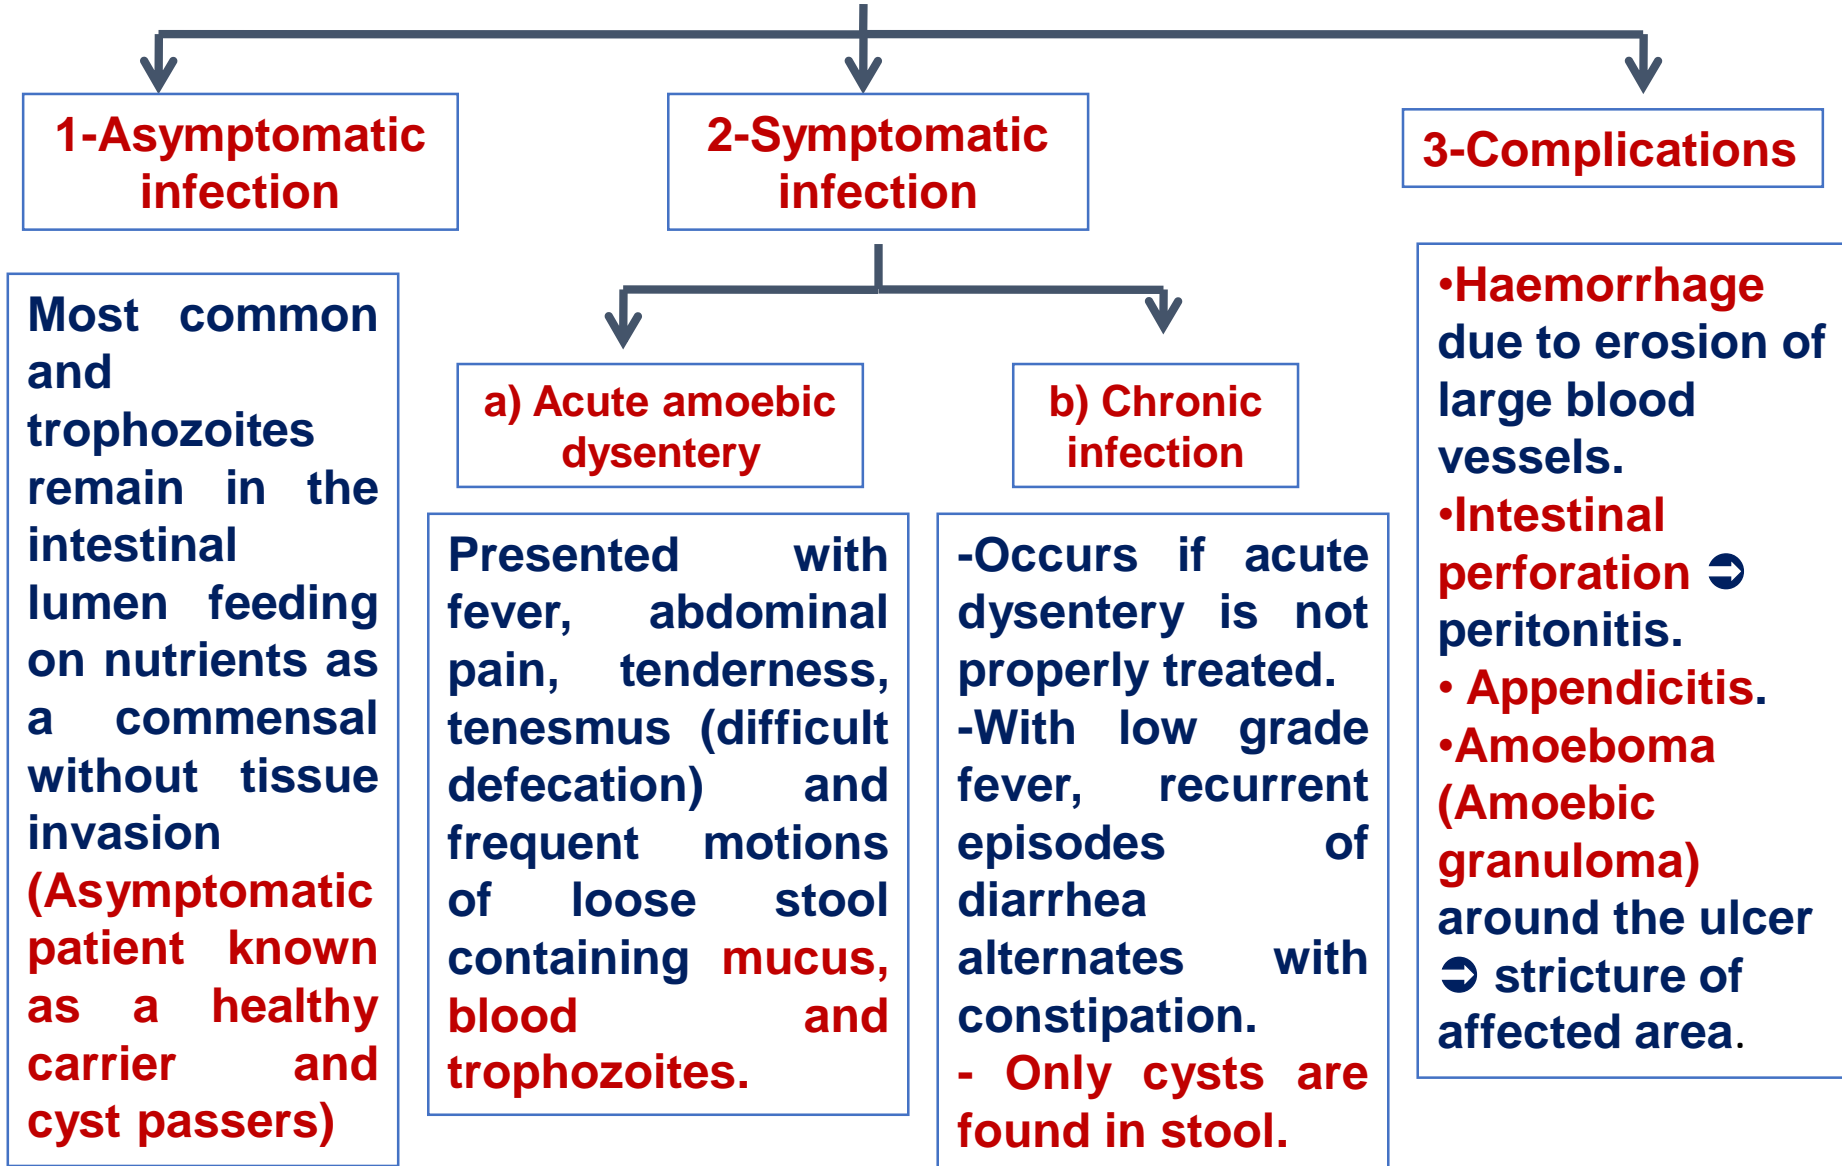 1-Asymptomatic
infection
2-Symptomatic
infection
3-Complications
Most common
and
trophozoites
remain in the
intestinal
lumen feeding
on nutrients as
a commensal
without tissue
invasion
(Asymptomatic
patient known
as a healthy
carrier and
cyst passers)
a) Acute amoebic
dysentery
Presented with
fever, abdominal
pain, tenderness,
tenesmus (difficult
defecation) and
frequent motions
of loose stool
containing mucus,
blood and
trophozoites.
b) Chronic
infection
-Occurs if acute
dysentery is not
properly treated.
-With low grade
fever, recurrent
episodes of
diarrhea
alternates with
constipation.
- Only cysts are
found in stool.
•Haemorrhage
due to erosion of
large blood
vessels.
•Intestinal
perforation ➲
peritonitis.
• Appendicitis.
•Amoeboma
(Amoebic
granuloma)
around the ulcer
➲ stricture of
affected area.